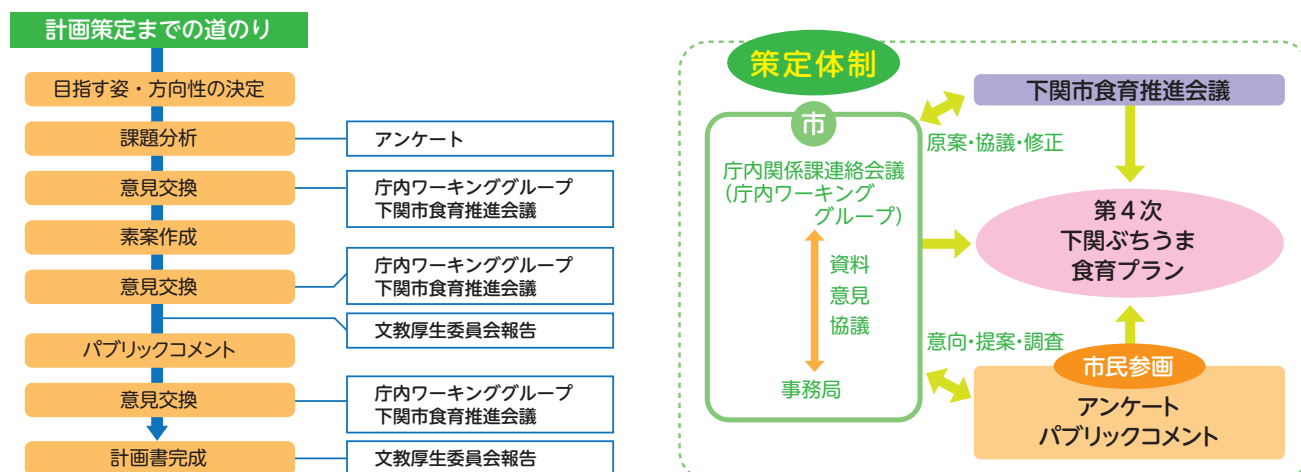 計画策定までの道のり
目指す姿・方向性の決定
課題分析
アンケート
意見交換
庁内ワーキンググループ
下関市食育推進会議
素案作成
意見交換
庁内ワーキンググループ
下関市食育推進会議
文教厚生委員会報告
パブリックコメント
意見交換
庁内ワーキンググループ
下関市食育推進会議
計画書完成
文教厚生委員会報告
策定体制
市
庁内関係課連絡会議
(庁内ワーキング
グループ)
資料
意見
協議
事務局
下関市食育推進会議
原案・協議・修正
第4次
下関ぶちうま
食育プラン
意向・提案・調査
市民参画
アンケート
パブリックコメント